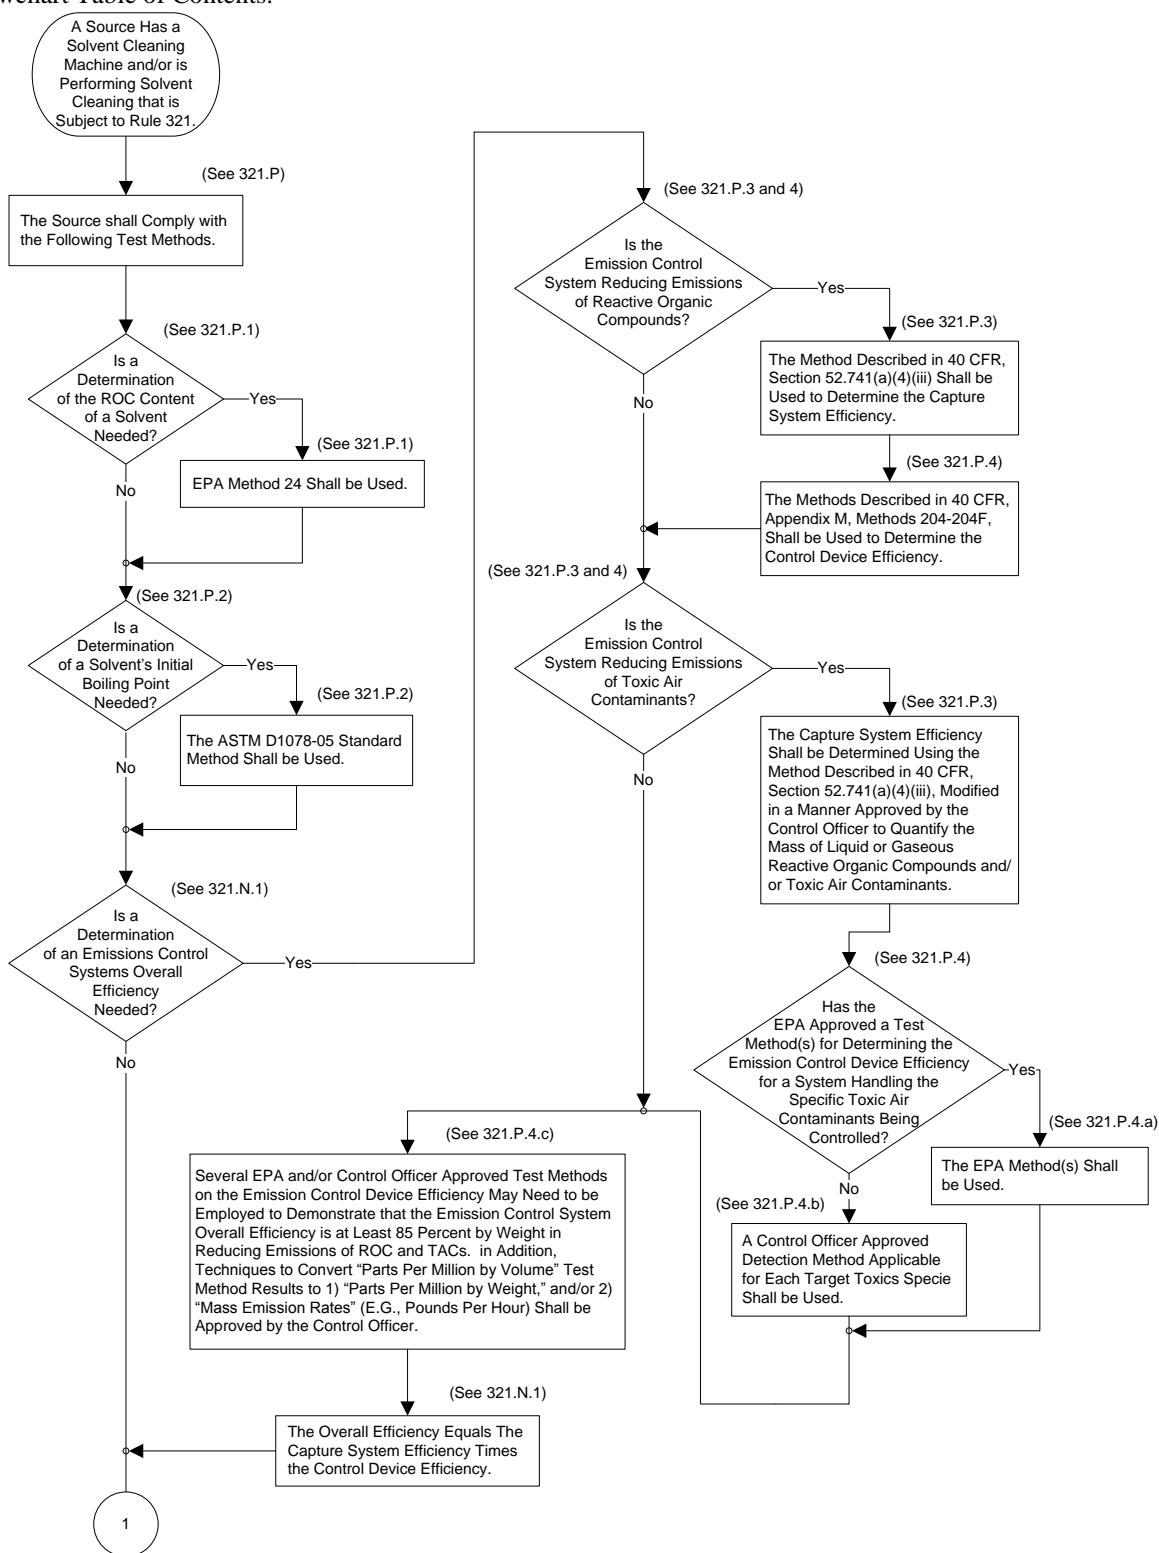 wchart Table of Contents.
A Source Has a
Solvent Cleaning
Machine and/or is
Performing Solvent
Cleaning that is
Subject to Rule 321.
(See 321.P)
The Source shall Comply with
the Following Test Methods.
(See 321.P.1)
Is a
Determination
of the ROC Content
of a Solvent
Needed?
Yes
(See 321.P.1)
EPA Method 24 Shall be Used.
No
(See 321.P.2)
Is a
Determination
of a Solvent's Initial
Boiling Point
Needed?
Yes
(See 321.P.2)
The ASTM D1078-05 Standard
Method Shall be Used.
No
(See 321.N.1)
Is a
Determination
of an Emissions Control
Systems Overall
Efficiency
Needed?
Yes
No
(See 321.P.3 and 4)
Is the
Emission Control
System Reducing Emissions
of Reactive Organic
Compounds?
Yes
(See 321.P.3)
The Method Described in 40 CFR,
Section 52.741(a)(4)(iii) Shall be
Used to Determine the Capture
System Efficiency.
No
(See 321.P.4)
The Methods Described in 40 CFR,
Appendix M, Methods 204-204F,
Shall be Used to Determine the
Control Device Efficiency.
(See 321.P.3 and 4)
Is the
Emission Control
System Reducing Emissions
of Toxic Air
Contaminants?
Yes
(See 321.P.3)
The Capture System Efficiency
Shall be Determined Using the
Method Described in 40 CFR,
Section 52.741(a)(4)(iii), Modified
in a Manner Approved by the
Control Officer to Quantify the
Mass of Liquid or Gaseous
Reactive Organic Compounds and/
or Toxic Air Contaminants.
No
(See 321.P.4)
Has the
EPA Approved a Test
Method(s) for Determining the
Emission Control Device Efficiency
for a System Handling the
Specific Toxic Air
Contaminants Being
Controlled?
Yes
(See 321.P.4.a)
The EPA Method(s) Shall
be Used.
No
(See 321.P.4.b)
A Control Officer Approved
Detection Method Applicable
for Each Target Toxics Specie
Shall be Used.
(See 321.P.4.c)
Several EPA and/or Control Officer Approved Test Methods
on the Emission Control Device Efficiency May Need to be
Employed to Demonstrate that the Emission Control System
Overall Efficiency is at Least 85 Percent by Weight in
Reducing Emissions of ROC and TACs.  in Addition,
Techniques to Convert “Parts Per Million by Volume” Test
Method Results to 1) “Parts Per Million by Weight,” and/or 2)
“Mass Emission Rates” (E.G., Pounds Per Hour) Shall be
Approved by the Control Officer.
(See 321.N.1)
The Overall Efficiency Equals The
Capture System Efficiency Times
the Control Device Efficiency.
1